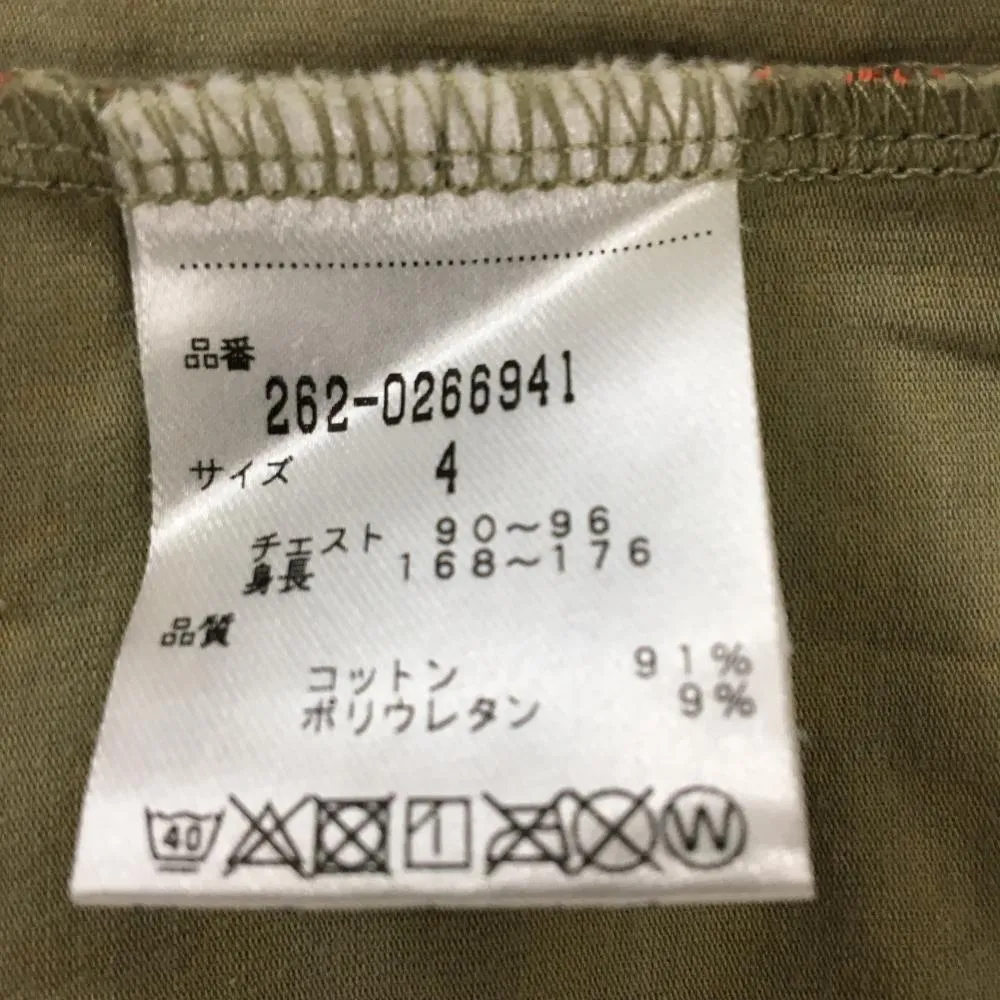 品番
262-0266941
サイズ 4
チェスト 90～96
身長 168～176
品質
コットン 91%
ポリウレタン 9%
40 W